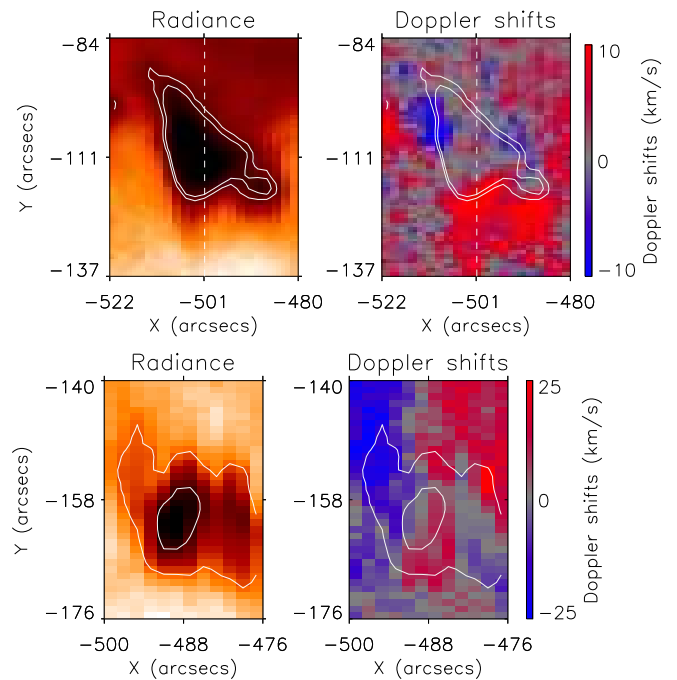 Radiance Doppler shifts
−84 −84 10
Y (arcsecs) −111 −111 0 Doppler shifts (km/s)
−137 −137 −10
−522 −501 −480 −522 −501 −480
X (arcsecs) X (arcsecs)
Radiance Doppler shifts
−140 −140 25
Y (arcsecs) −158 −158 0 Doppler shifts (km/s)
−176 −176 −25
−500 −488 −476 −500 −488 −476
X (arcsecs) X (arcsecs)